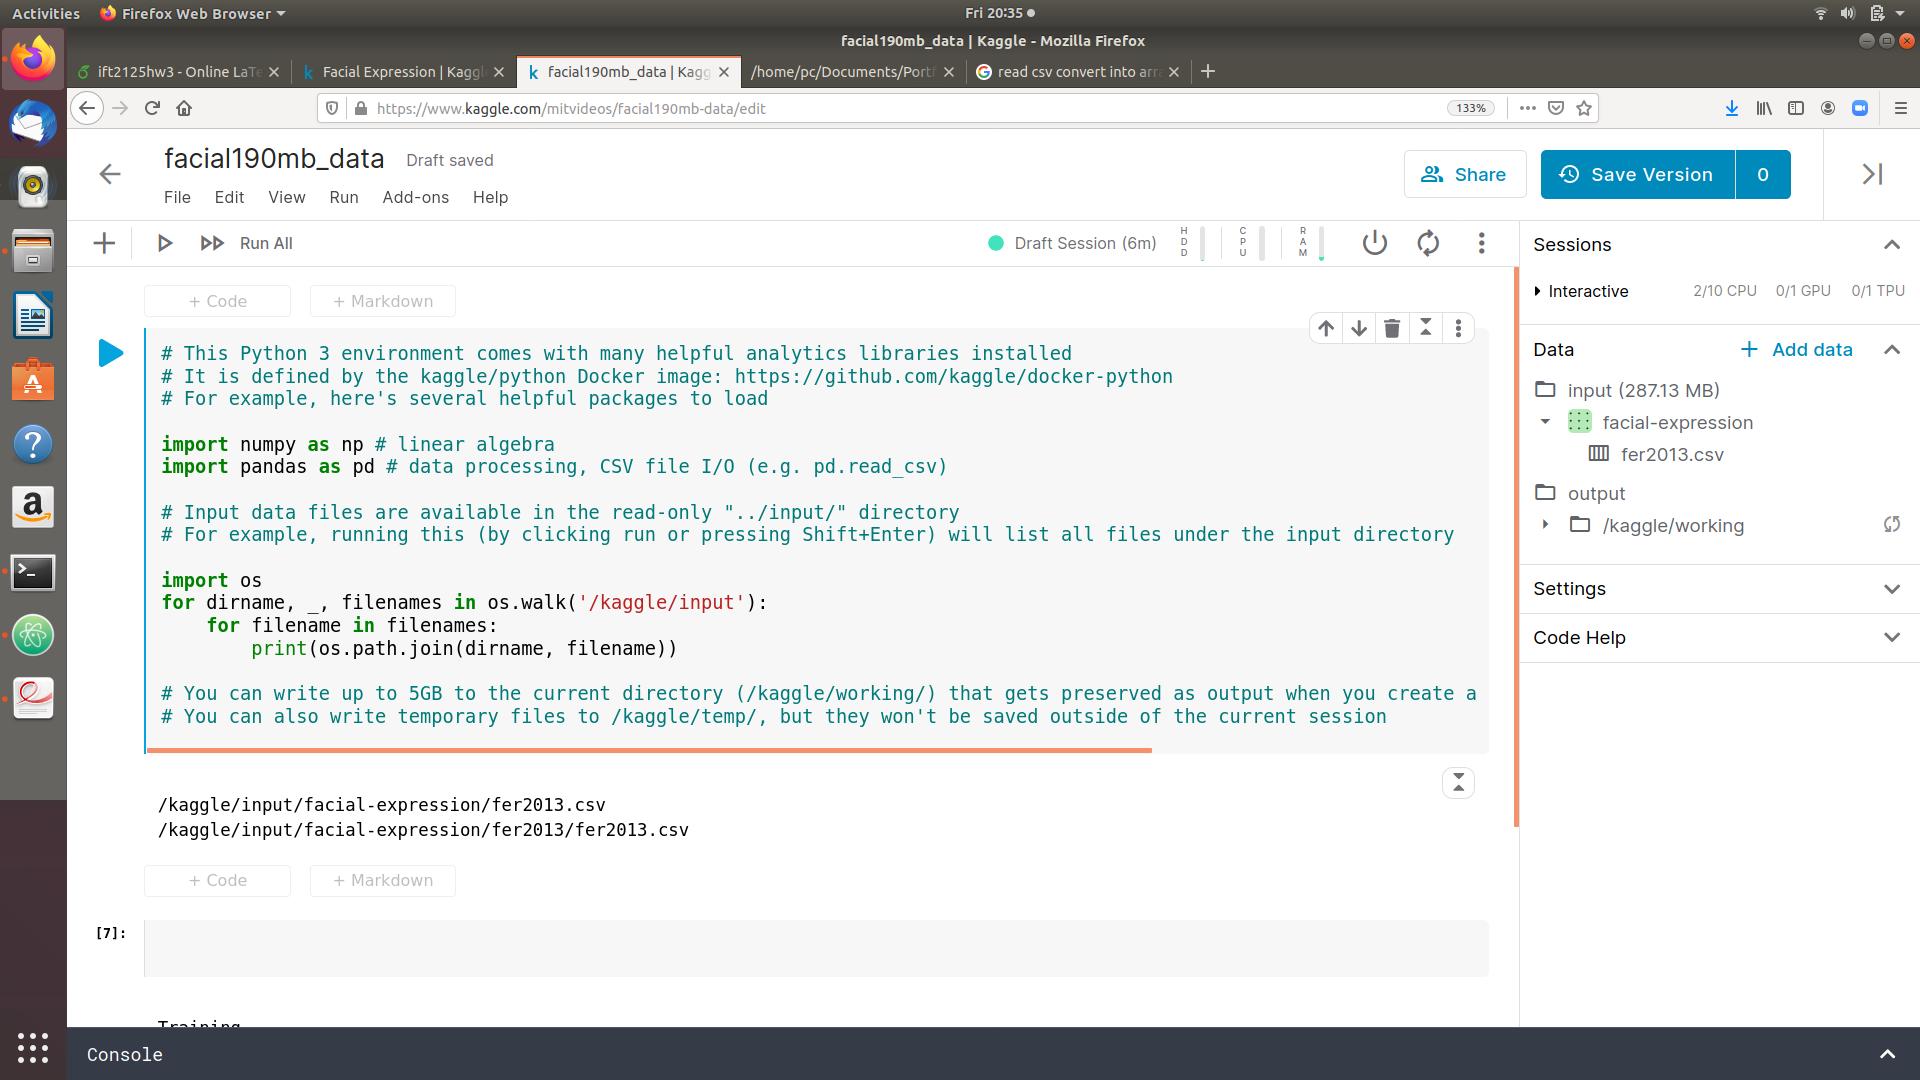 Activities
Firefox Web Browser
Fri 20:35
facial190mb_data | Kaggle - Mozilla Firefox
ift2125hw3 - Online LaTe
Facial Expression | Kaggl
facial190mb_data | Kagg
/home/pc/Documents/Portf
read csv convert into arra
https://www.kaggle.com/mitvideos/facial190mb-data/edit
133%
facial190mb_data
Draft saved
File Edit View Run Add-ons Help
Share
Save Version
0
Run All
Draft Session (6m)
HDD
CPU
RAM
+ Code
+ Markdown
# This Python 3 environment comes with many helpful analytics libraries installed
# It is defined by the kaggle/python Docker image: https://github.com/kaggle/docker-python
# For example, here's several helpful packages to load
import numpy as np # linear algebra
import pandas as pd # data processing, CSV file I/O (e.g. pd.read_csv)
# Input data files are available in the read-only "../input/" directory
# For example, running this (by clicking run or pressing Shift+Enter) will list all files under the input directory
import os
for dirname, _, filenames in os.walk('/kaggle/input'):
    for filename in filenames:
        print(os.path.join(dirname, filename))
# You can write up to 5GB to the current directory (/kaggle/working/) that gets preserved as output when you create a
# You can also write temporary files to /kaggle/temp/, but they won't be saved outside of the current session
/kaggle/input/facial-expression/fer2013.csv
/kaggle/input/facial-expression/fer2013/fer2013.csv
+ Code
+ Markdown
[7]:
Training
Console
Sessions
Interactive
2/10 CPU
0/1 GPU
0/1 TPU
Data
+ Add data
input (287.13 MB)
facial-expression
fer2013.csv
output
/kaggle/working
Settings
Code Help